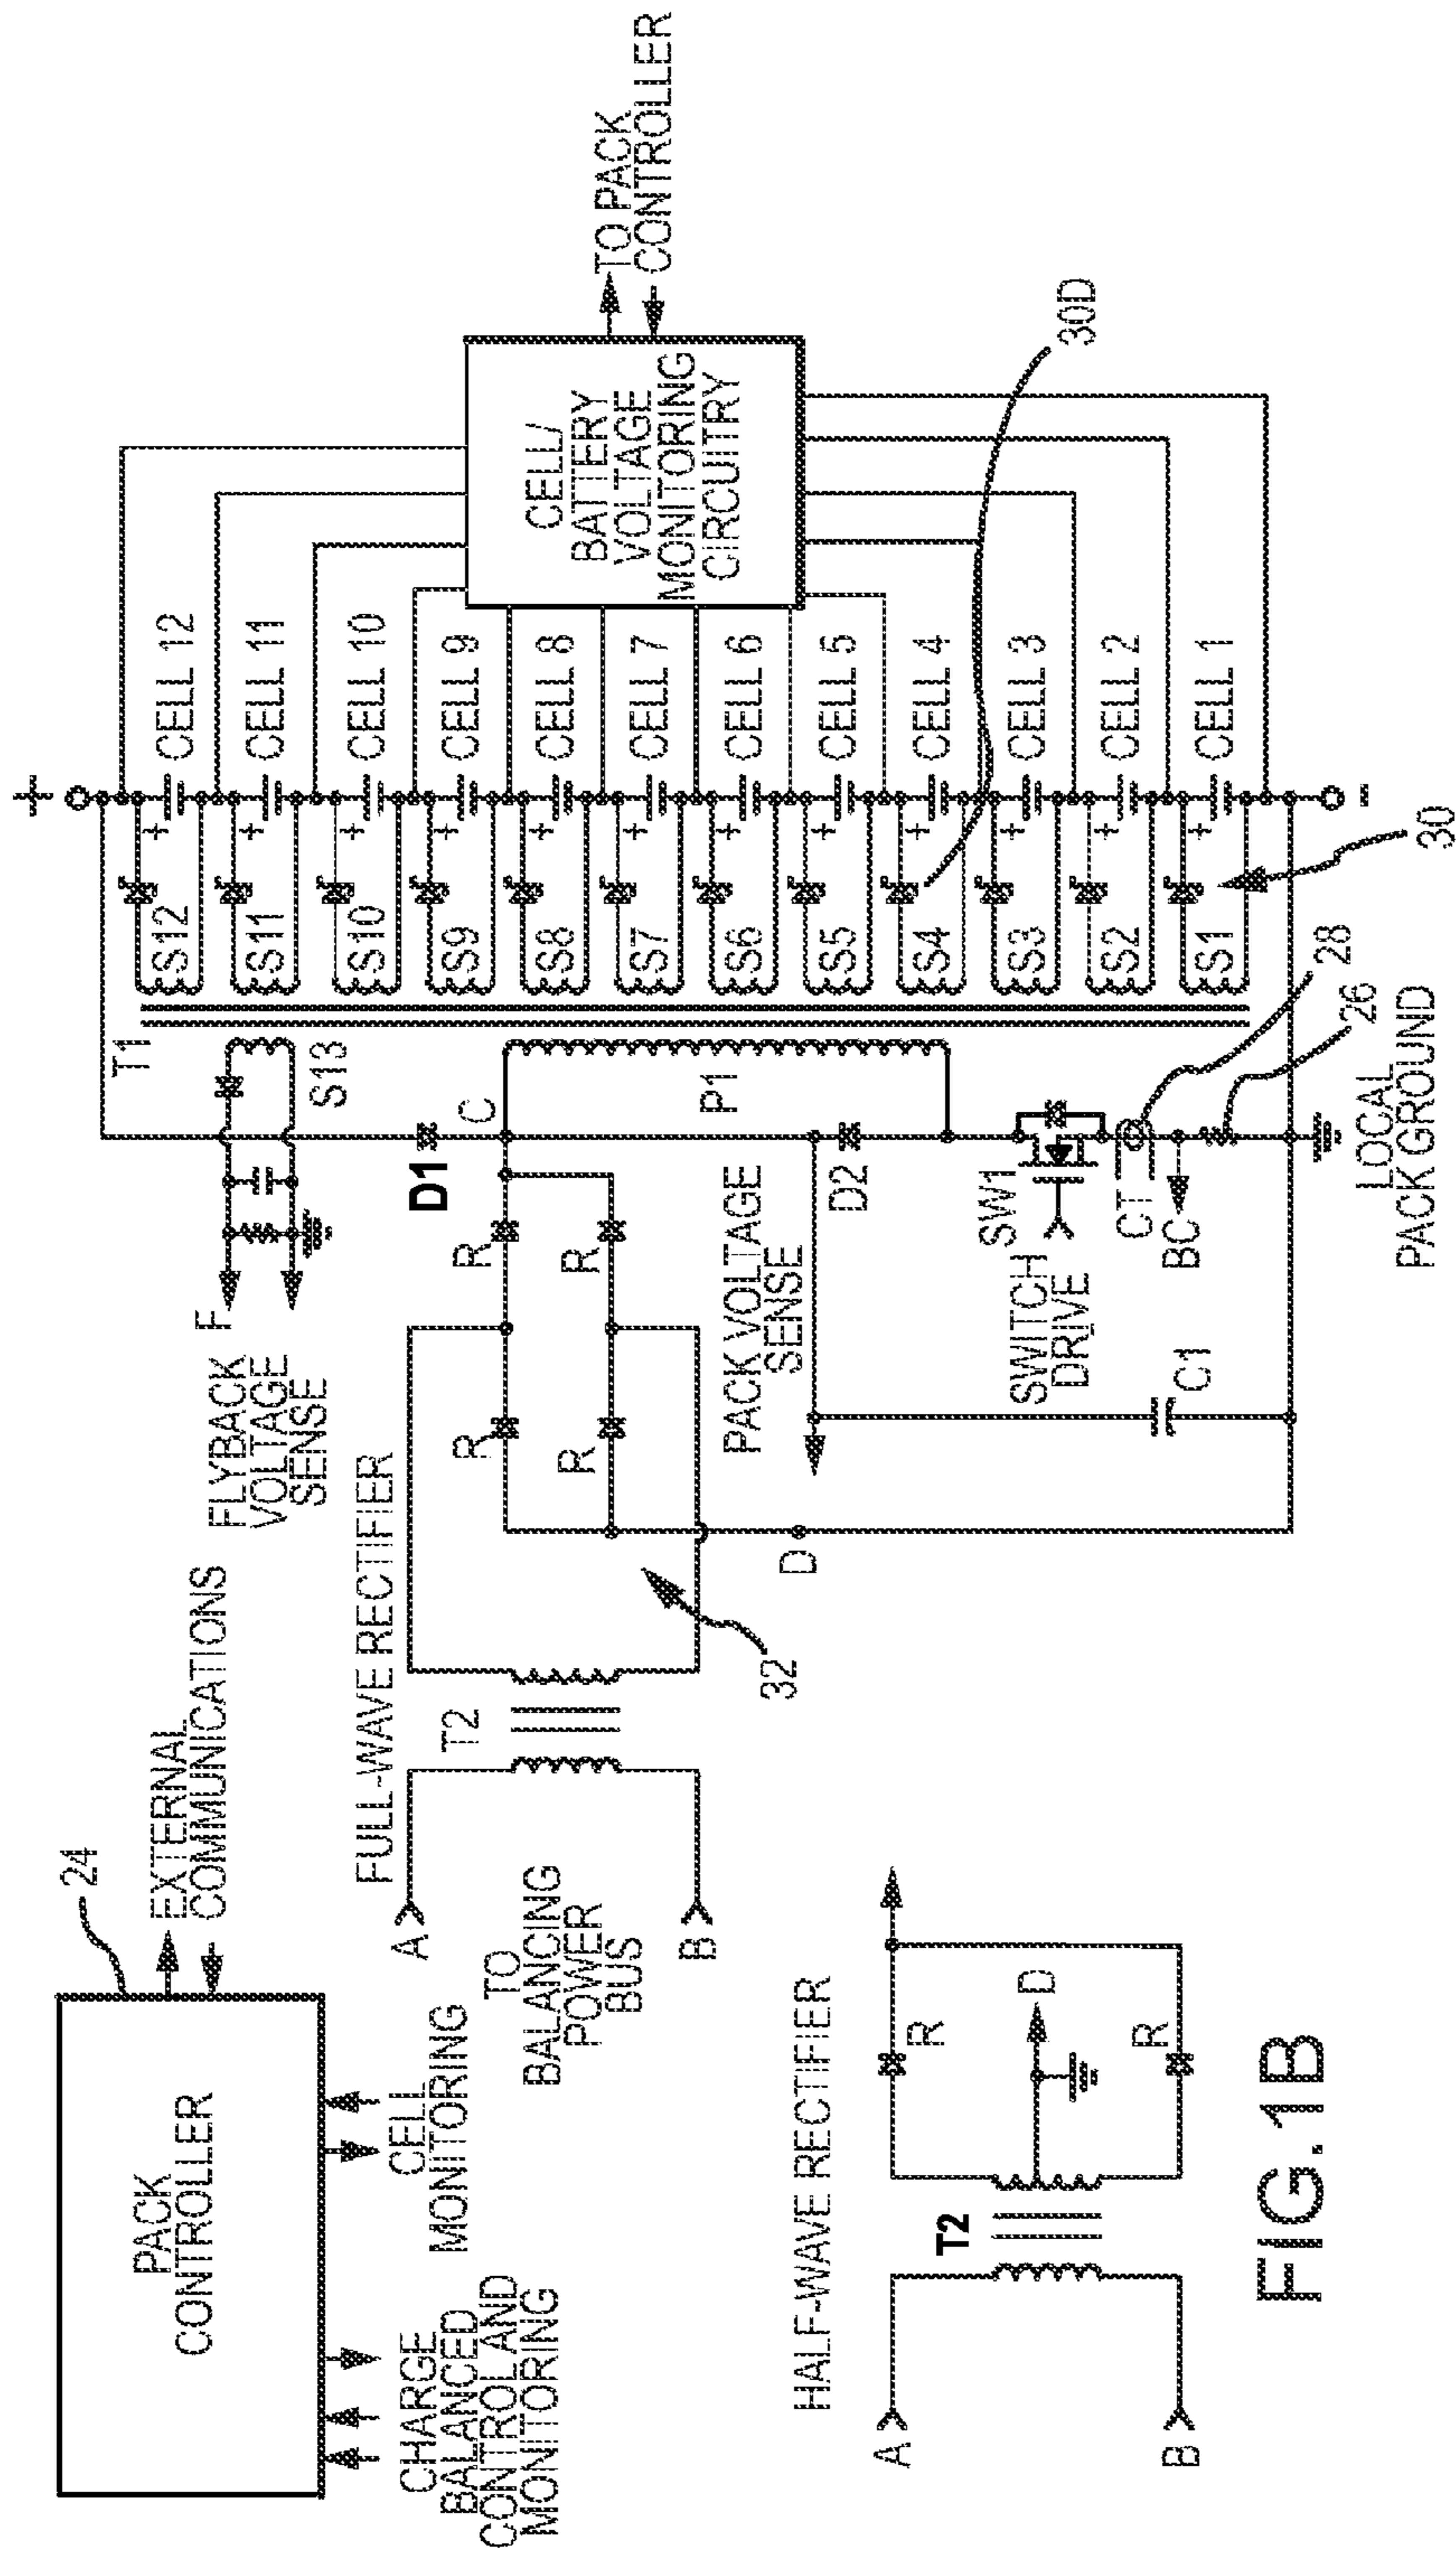 24
PACK
CONTROLLER
EXTERNAL
COMMUNICATIONS
CHARGE
BALANCED
CONTROL AND
MONITORING
CELL
MONITORING
FLYBACK
VOLTAGE
SENSE
F
T1
S13
FULL-WAVE RECTIFIER
A
TO
BALANCING
POWER
BUS
B
T2
32
R
R
R
R
D1
C
D
P1
PACK VOLTAGE
SENSE
D2
SWITCH
DRIVE
SW1
CT
BC
C1
LOCAL
PACK GROUND
26
28
30
30D
+
-
S12
S11
S10
S9
S8
S7
S6
S5
S4
S3
S2
S1
+
+
+
+
+
+
+
+
+
+
+
+
CELL 12
CELL 11
CELL 10
CELL 9
CELL 8
CELL 7
CELL 6
CELL 5
CELL 4
CELL 3
CELL 2
CELL 1
CELL/
BATTERY
VOLTAGE
MONITORING
CIRCUITRY
TO PACK
CONTROLLER
HALF-WAVE RECTIFIER
A
B
T2
R
D
R
FIG.1B